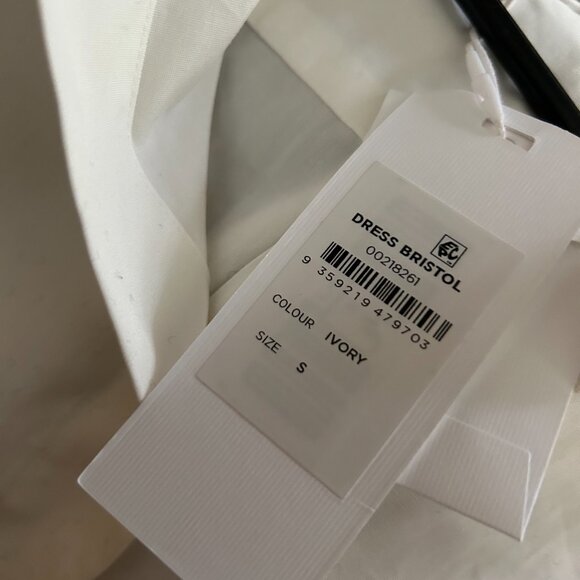 DRESS BRISTOL
00218261
9 359219 479703
COLOUR IVORY
SIZE S